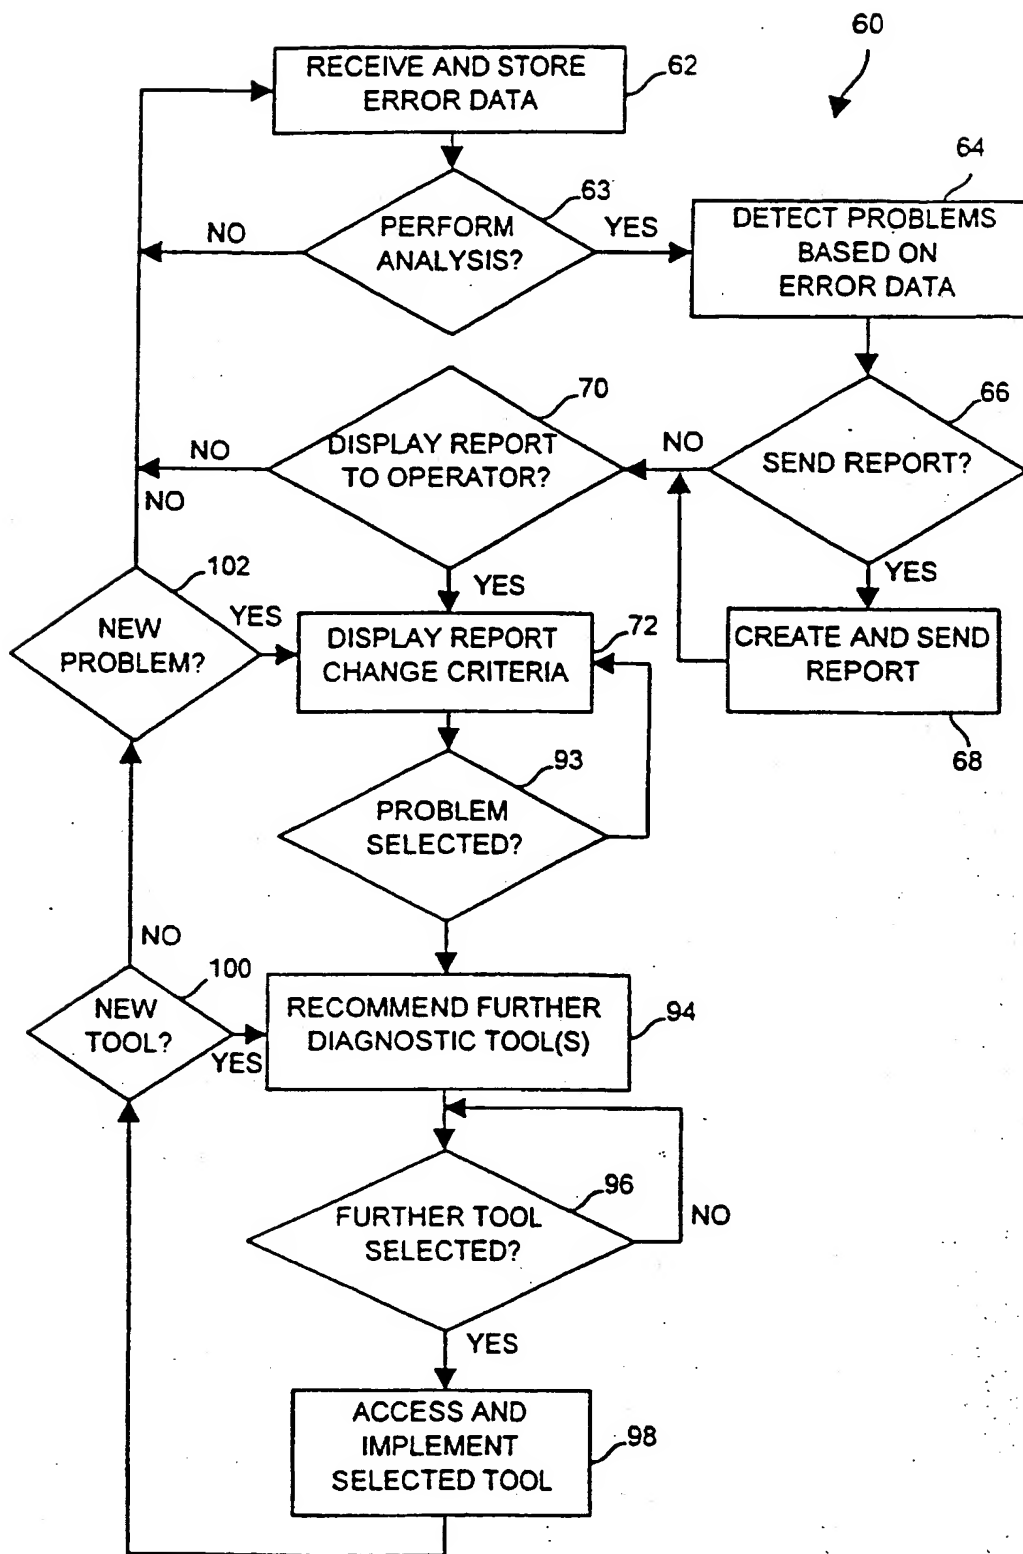 60
RECEIVE AND STORE
ERROR DATA
62
PERFORM
ANALYSIS?
63
NO
YES
64
DETECT PROBLEMS
BASED ON
ERROR DATA
DISPLAY REPORT
TO OPERATOR?
70
NO
YES
SEND REPORT?
66
NO
YES
CREATE AND SEND
REPORT
68
NO
NEW
PROBLEM?
102
YES
DISPLAY REPORT
CHANGE CRITERIA
72
PROBLEM
SELECTED?
93
NO
NEW
TOOL?
100
YES
RECOMMEND FURTHER
DIAGNOSTIC TOOL(S)
94
FURTHER TOOL
SELECTED?
96
NO
YES
ACCESS AND
IMPLEMENT
SELECTED TOOL
98